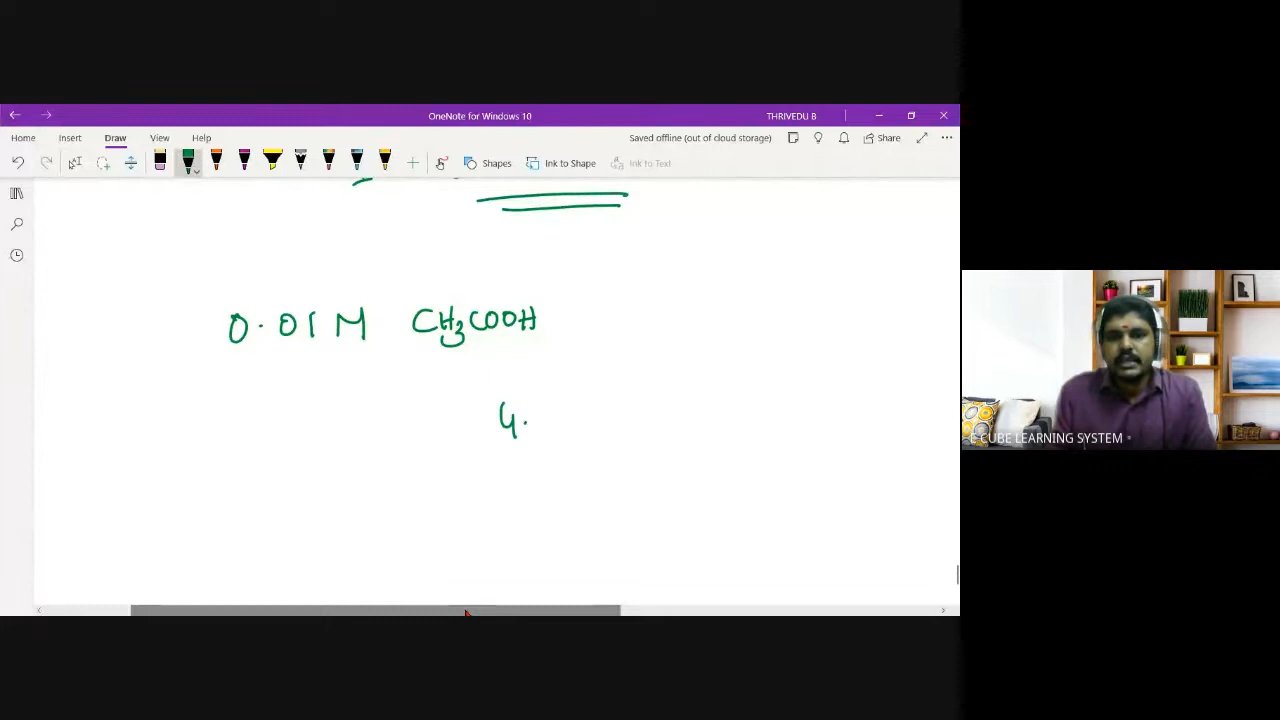 OneNote for Windows 10
THRIVEDU B
Home Insert Draw View Help
Saved offline (out of cloud storage)
Share
Shapes
Ink to Shape
Ink to Text
0.01 M CH3COOH
4.
C CUBE LEARNING SYSTEM